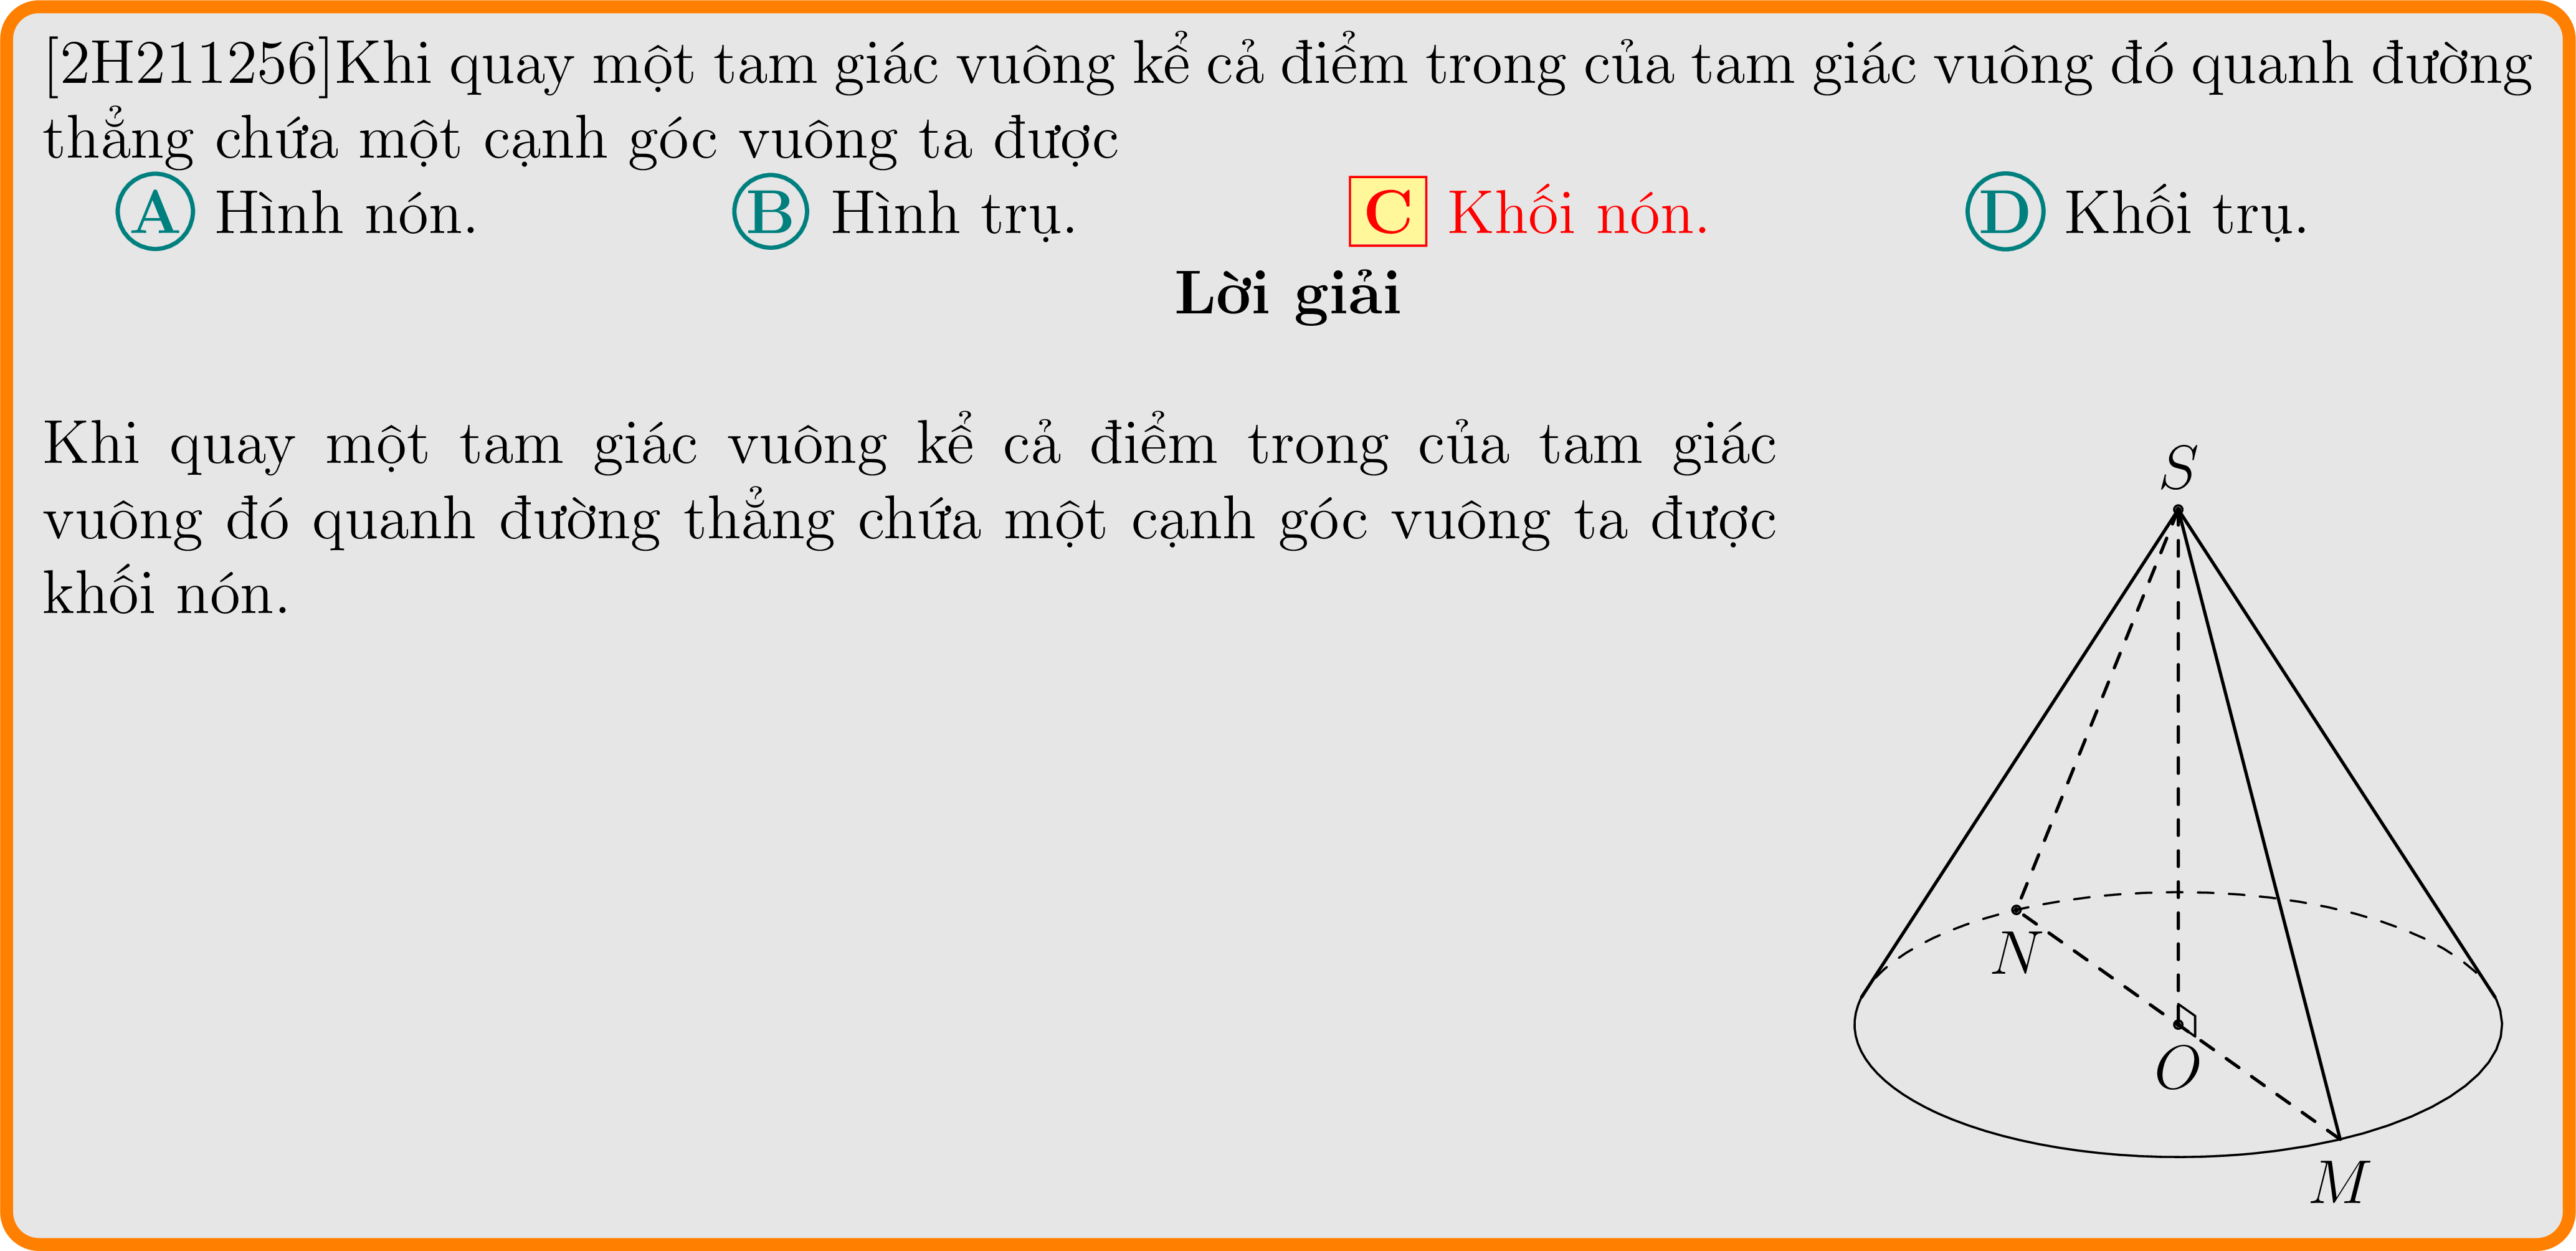 [2H211256]Khi quay một tam giác vuông kể cả điểm trong của tam giác vuông đó quanh đường
thẳng chứa một cạnh góc vuông ta được
A Hình nón. B Hình trụ. C Khối nón. D Khối trụ.
Lời giải
Khi quay một tam giác vuông kể cả điểm trong của tam giác
vuông đó quanh đường thẳng chứa một cạnh góc vuông ta được
khối nón.
S
N
O
M